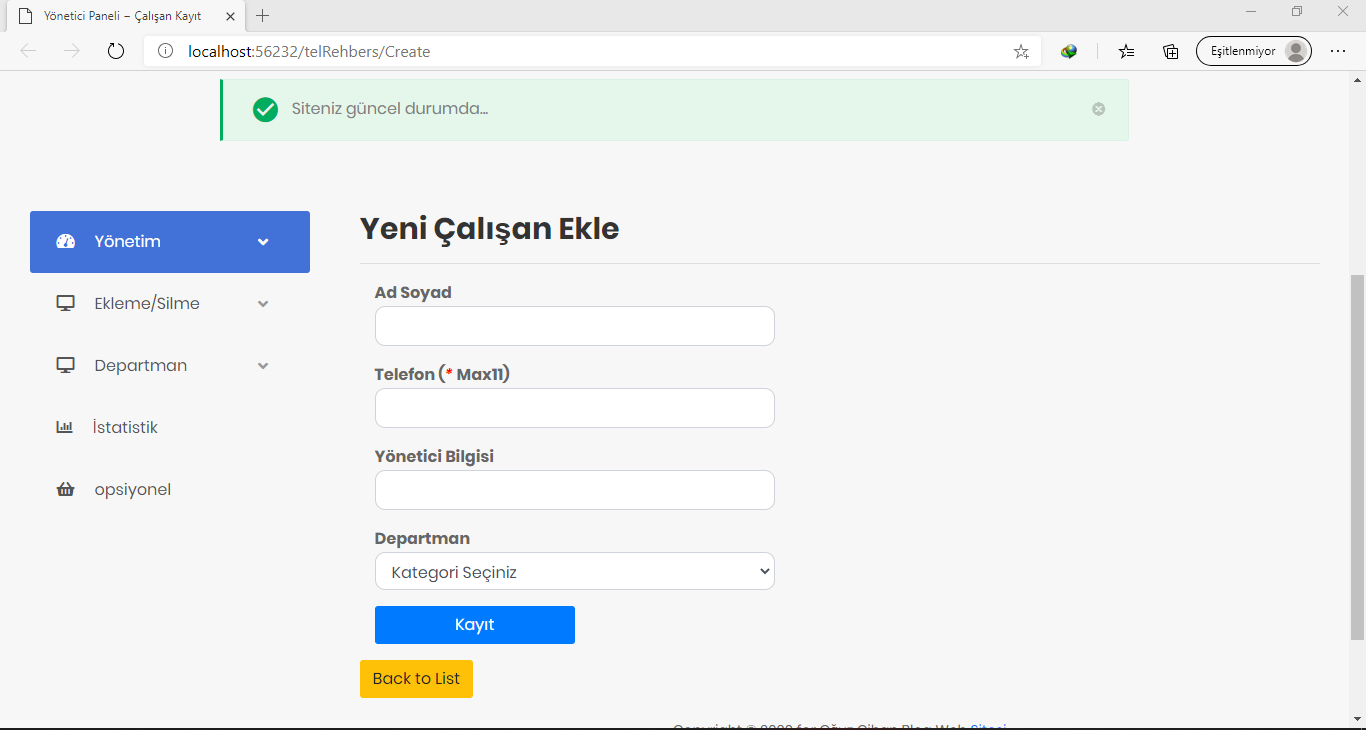 Yönetici Paneli – Çalışan Kayıt
localhost:56232/telRehbers/Create
Eşitlenmiyor
Siteniz güncel durumda...
Yönetim
Ekleme/Silme
Departman
İstatistik
opsiyonel
Yeni Çalışan Ekle
Ad Soyad
Telefon (* Max11)
Yönetici Bilgisi
Departman
Kategori Seçiniz
Kayıt
Back to List